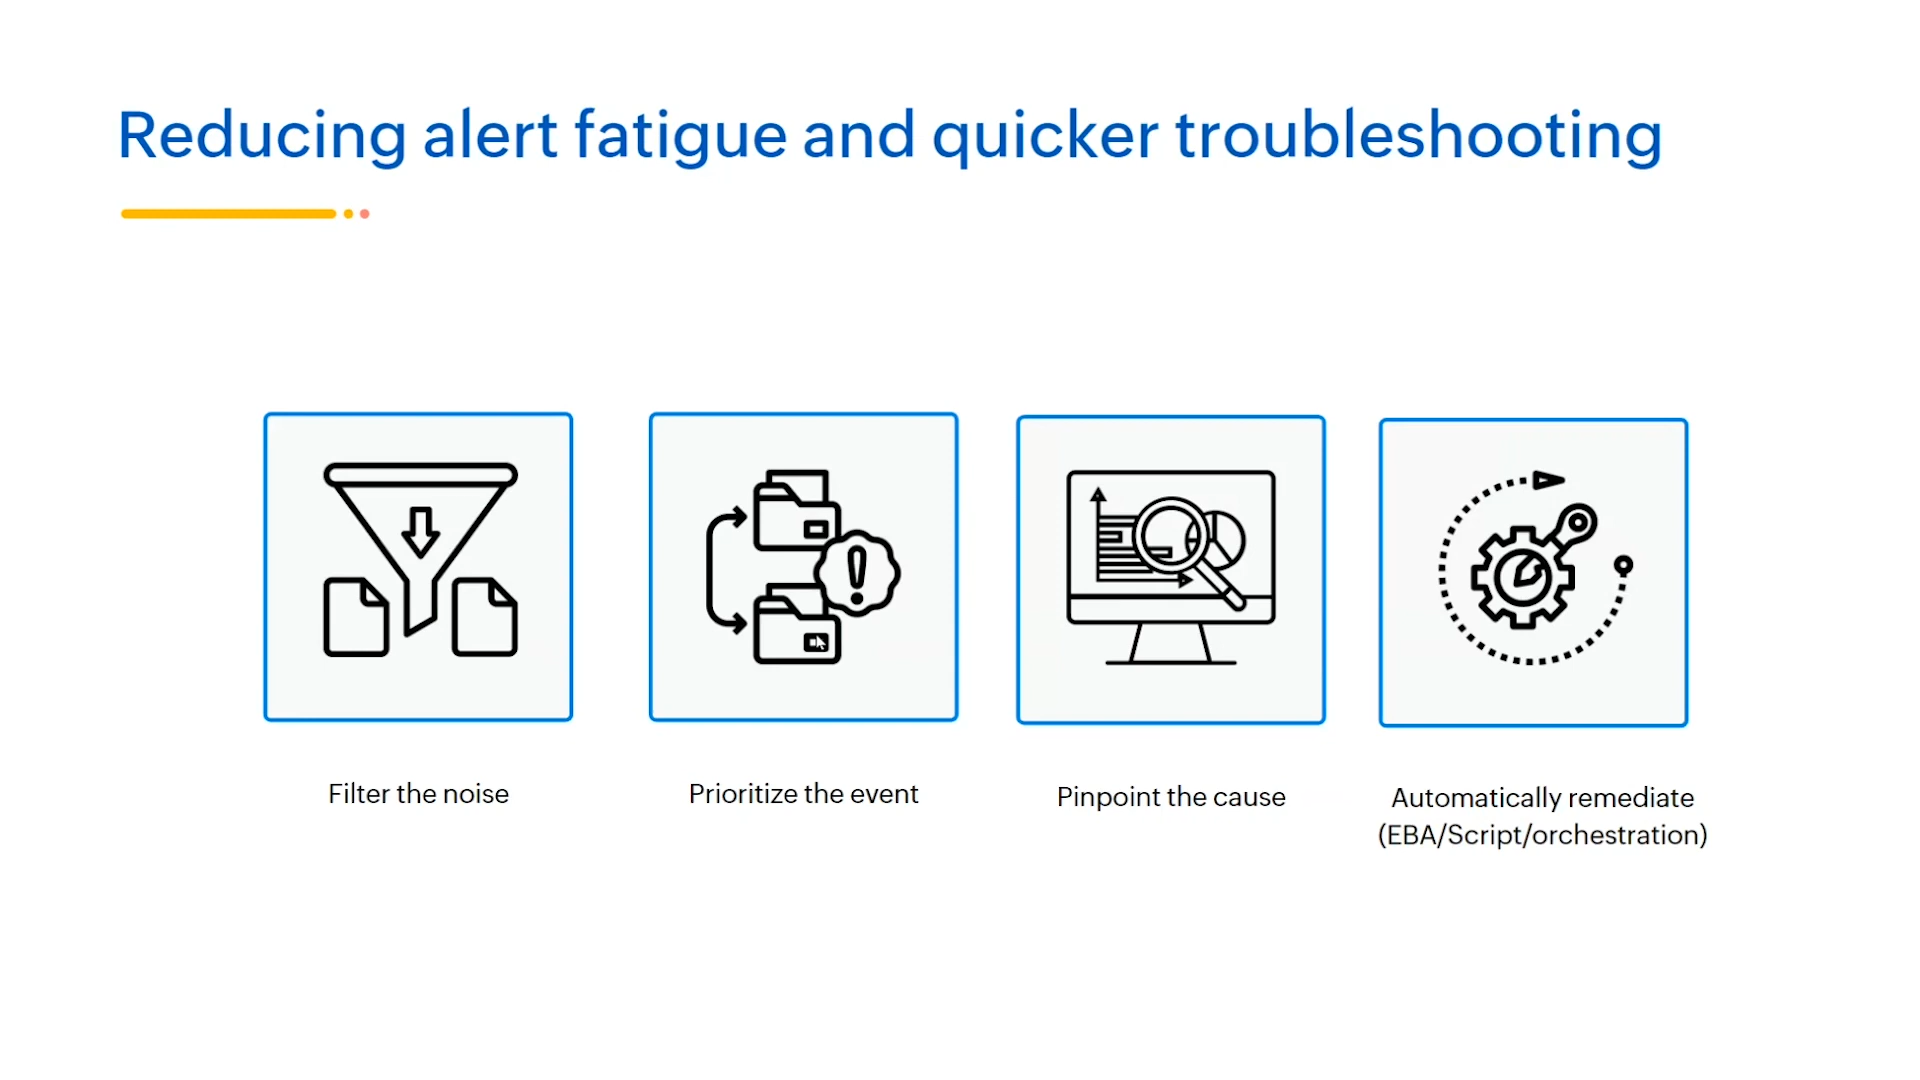 Reducing alert fatigue and quicker troubleshooting
Filter the noise
Prioritize the event
Pinpoint the cause
Automatically remediate
(EBA/Script/orchestration)